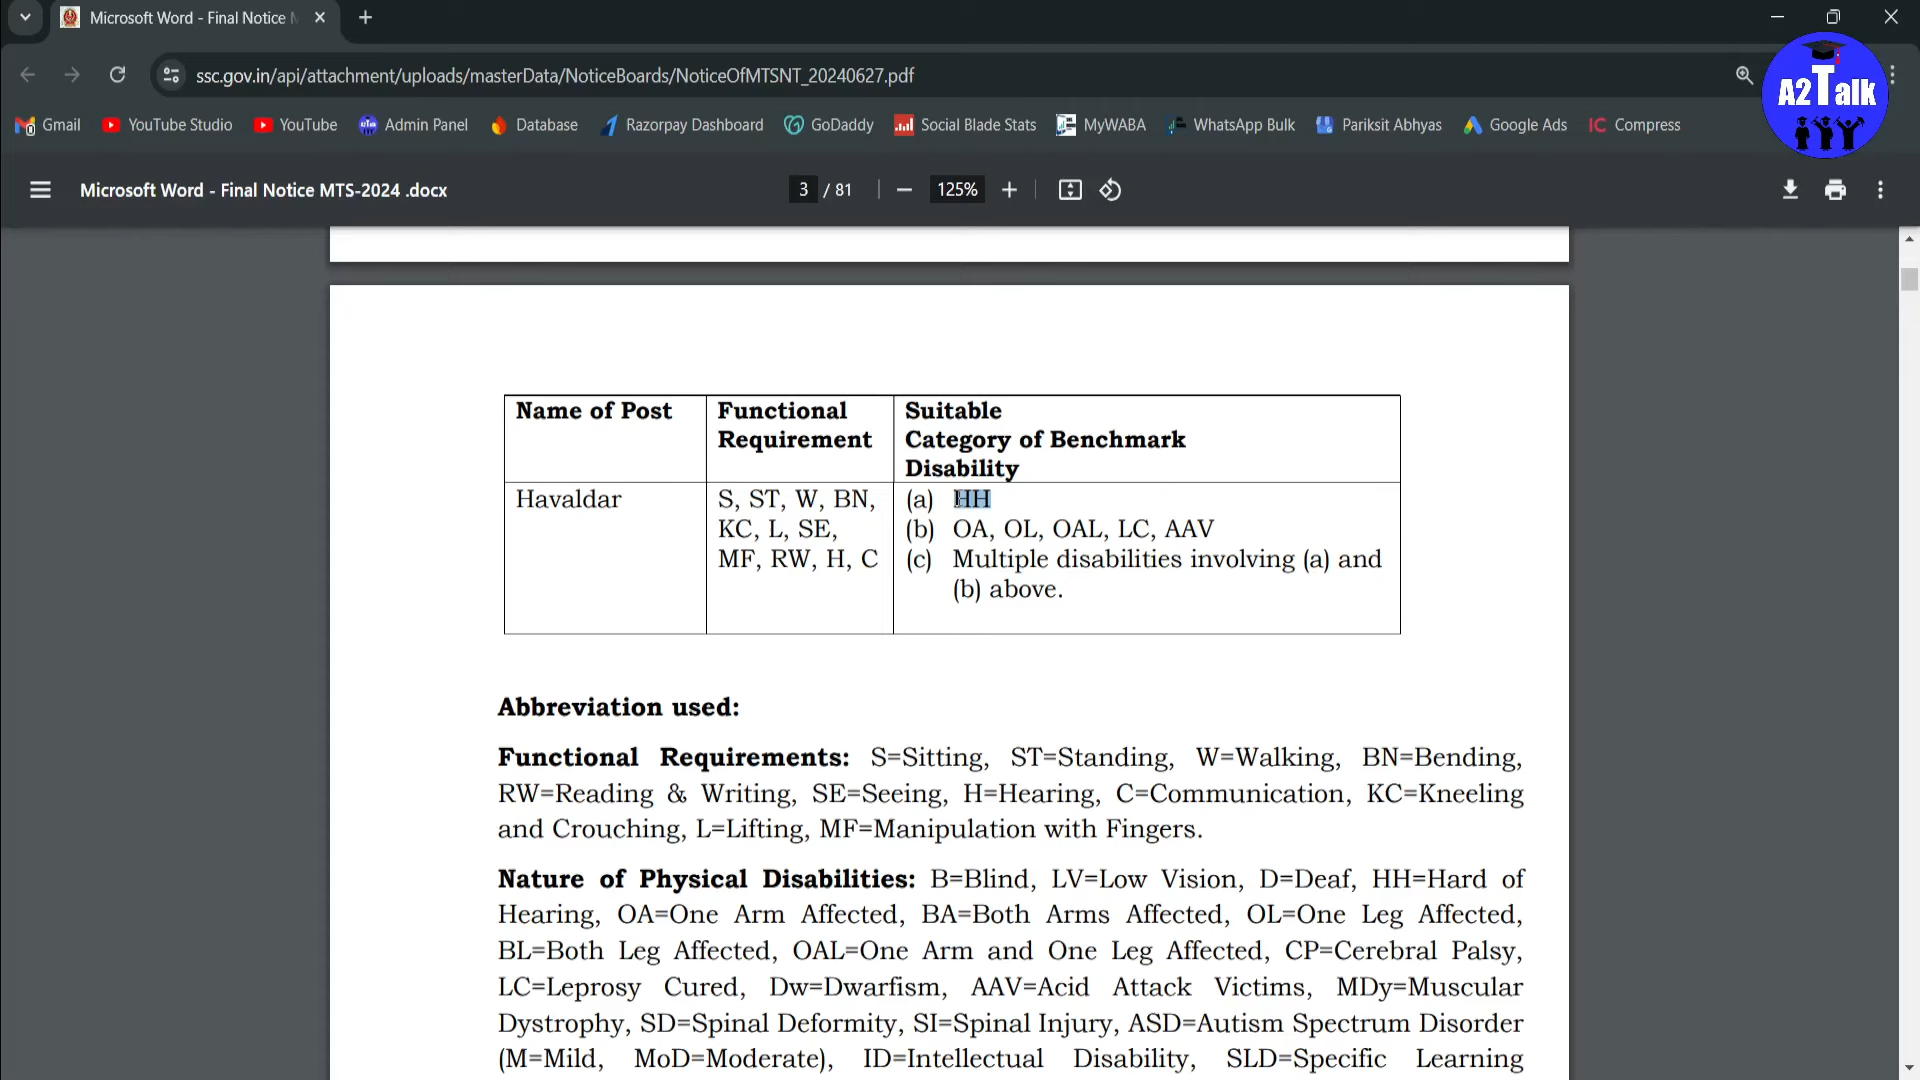 Microsoft Word - Final Notice M
ssc.gov.in/api/attachment/uploads/masterData/NoticeBoards/NoticeOfMTSNT_20240627.pdf
A2Talk
Gmail YouTube Studio YouTube Admin Panel Database Razorpay Dashboard GoDaddy Social Blade Stats MyWABA WhatsApp Bulk Pariksit Abhyas Google Ads IC Compress
Microsoft Word - Final Notice MTS-2024 .docx 3 / 81 125%
Name of Post
Functional
Requirement
Suitable
Category of Benchmark
Disability
Havaldar
S, ST, W, BN,
KC, L, SE,
MF, RW, H, C
(a) HH
(b) OA, OL, OAL, LC, AAV
(c) Multiple disabilities involving (a) and
(b) above.
Abbreviation used:
Functional Requirements: S=Sitting, ST=Standing, W=Walking, BN=Bending,
RW=Reading & Writing, SE=Seeing, H=Hearing, C=Communication, KC=Kneeling
and Crouching, L=Lifting, MF=Manipulation with Fingers.
Nature of Physical Disabilities: B=Blind, LV=Low Vision, D=Deaf, HH=Hard of
Hearing, OA=One Arm Affected, BA=Both Arms Affected, OL=One Leg Affected,
BL=Both Leg Affected, OAL=One Arm and One Leg Affected, CP=Cerebral Palsy,
LC=Leprosy Cured, Dw=Dwarfism, AAV=Acid Attack Victims, MDy=Muscular
Dystrophy, SD=Spinal Deformity, SI=Spinal Injury, ASD=Autism Spectrum Disorder
(M=Mild, MoD=Moderate), ID=Intellectual Disability, SLD=Specific Learning